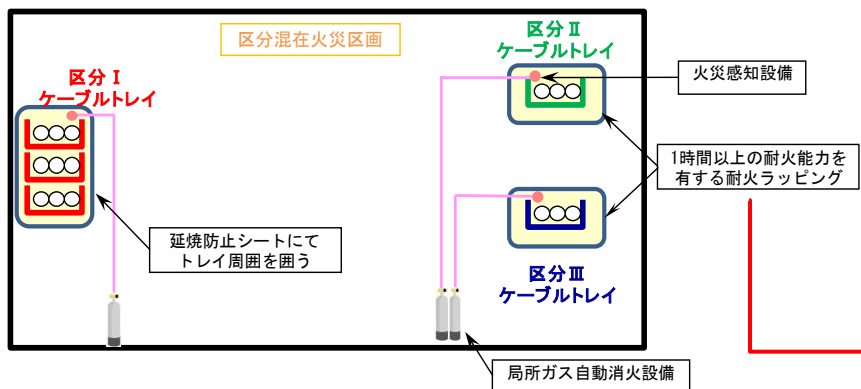 区分混在火災区画
区分Ⅰ
ケーブルトレイ
区分Ⅱ
ケーブルトレイ
火災感知設備
1時間以上の耐火能力を
有する耐火ラッピング
延焼防止シートにて
トレイ周囲を囲う
区分Ⅲ
ケーブルトレイ
局所ガス自動消火設備